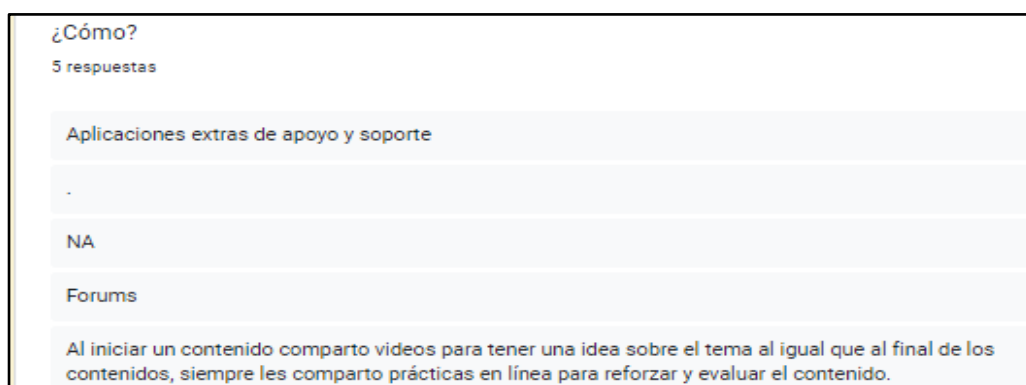 ¿Cómo?
5 respuestas
Aplicaciones extras de apoyo y soporte
.
NA
Forums
Al iniciar un contenido comparto videos para tener una idea sobre el tema al igual que al final de los
contenidos, siempre les comparto prácticas en línea para reforzar y evaluar el contenido.